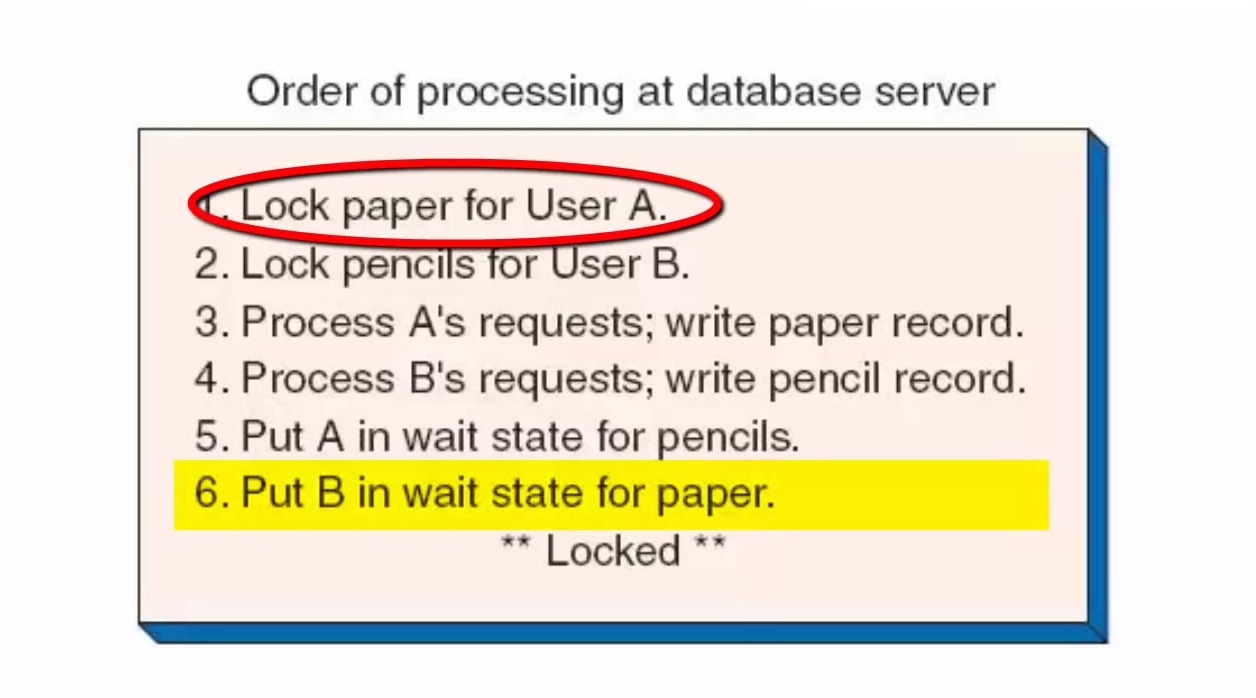 Order of processing at database server
1. Lock paper for User A.
2. Lock pencils for User B.
3. Process A's requests; write paper record.
4. Process B's requests; write pencil record.
5. Put A in wait state for pencils.
6. Put B in wait state for paper.
** Locked **